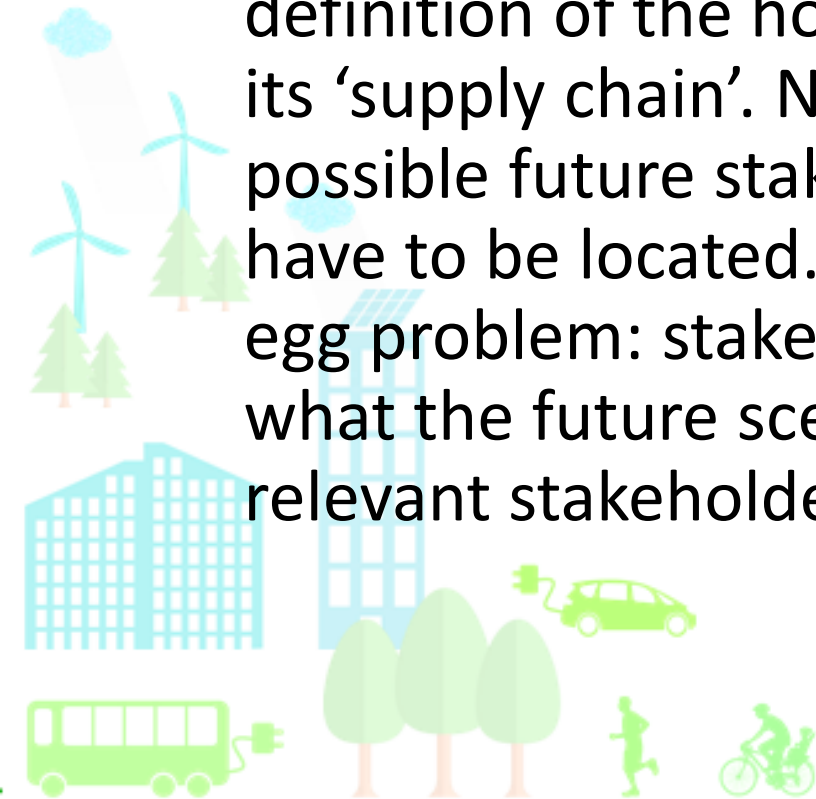 definition of the ho
its ‘supply chain’. N
possible future stak
have to be located.
egg problem: stake
what the future sce
relevant stakeholde